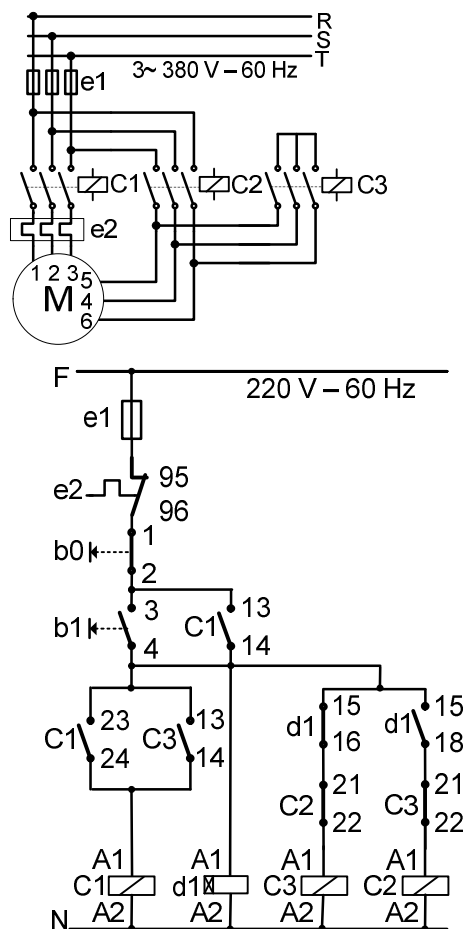 R
S
T
3~ 380 V – 60 Hz
e1
C1 C2 C3
e2
1 2 3 5
M 4
6
F
220 V – 60 Hz
e1
95
e2
96
1
b0
2
3 13
b1 C1
4 14
23 13 15 15
C1 C3 d1 d1
24 14 16 18
21 21
C2 C3
22 22
A1 A1 A1 A1
C1 d1 C3 C2
A2 A2 A2 A2
N